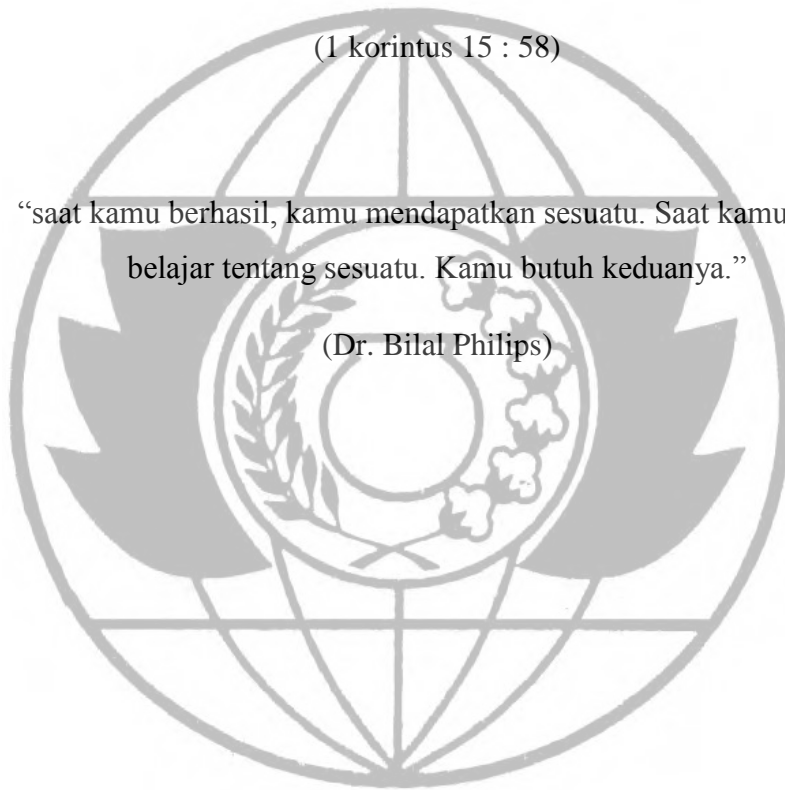 (1 korintus 15 : 58)
“saat kamu berhasil, kamu mendapatkan sesuatu. Saat kamu
belajar tentang sesuatu. Kamu butuh keduanya.”
(Dr. Bilal Philips)